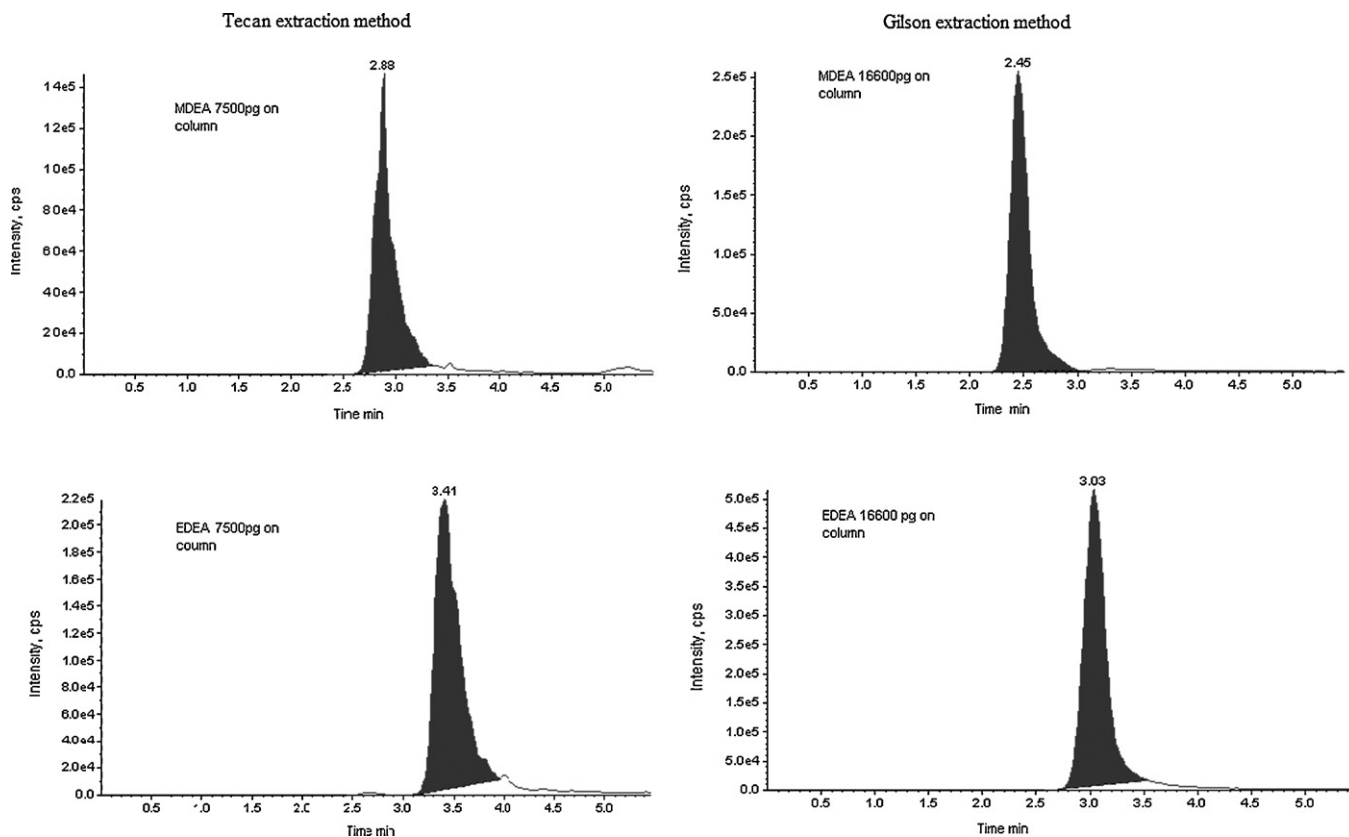 Tecan extraction method
Gilson extraction method
2.88
14e5
12e5
10e5
80e4
60e4
40e4
20e4
0.0
Intensity, cps
MDEA 7500pg on
column
0.5 1.0 1.5 2.0 2.5 3.0 3.5 4.0 4.5 5.0
Tine min
2.45
2.5e5
2.0e5
1.5e5
1.0e5
5.0e4
0.0
Intensity, cps
MDEA 16600pg on
column
0.5 1.0 1.5 2.0 2.5 3.0 3.5 4.0 4.5 5.0
Time min
3.41
2.2e5
2.0e5
1.8e5
1.6e5
1.4e5
1.2e5
1.0e5
8.0e4
6.0e4
4.0e4
2.0e4
0.0
Intensity, cps
EDEA 7500pg on
coumn
0.5 1.0 1.5 2.0 2.5 3.0 3.5 4.0 4.5 5.0
Time min
3.03
5.0e5
4.5e5
4.0e5
3.5e5
3.0e5
2.5e5
2.0e5
1.5e5
1.0e5
5.0e4
0.0
Intensity, cps
EDEA 16600 pg on
column
0.5 1.0 1.5 2.0 2.5 3.0 3.5 4.0 4.5 5.0
Time min